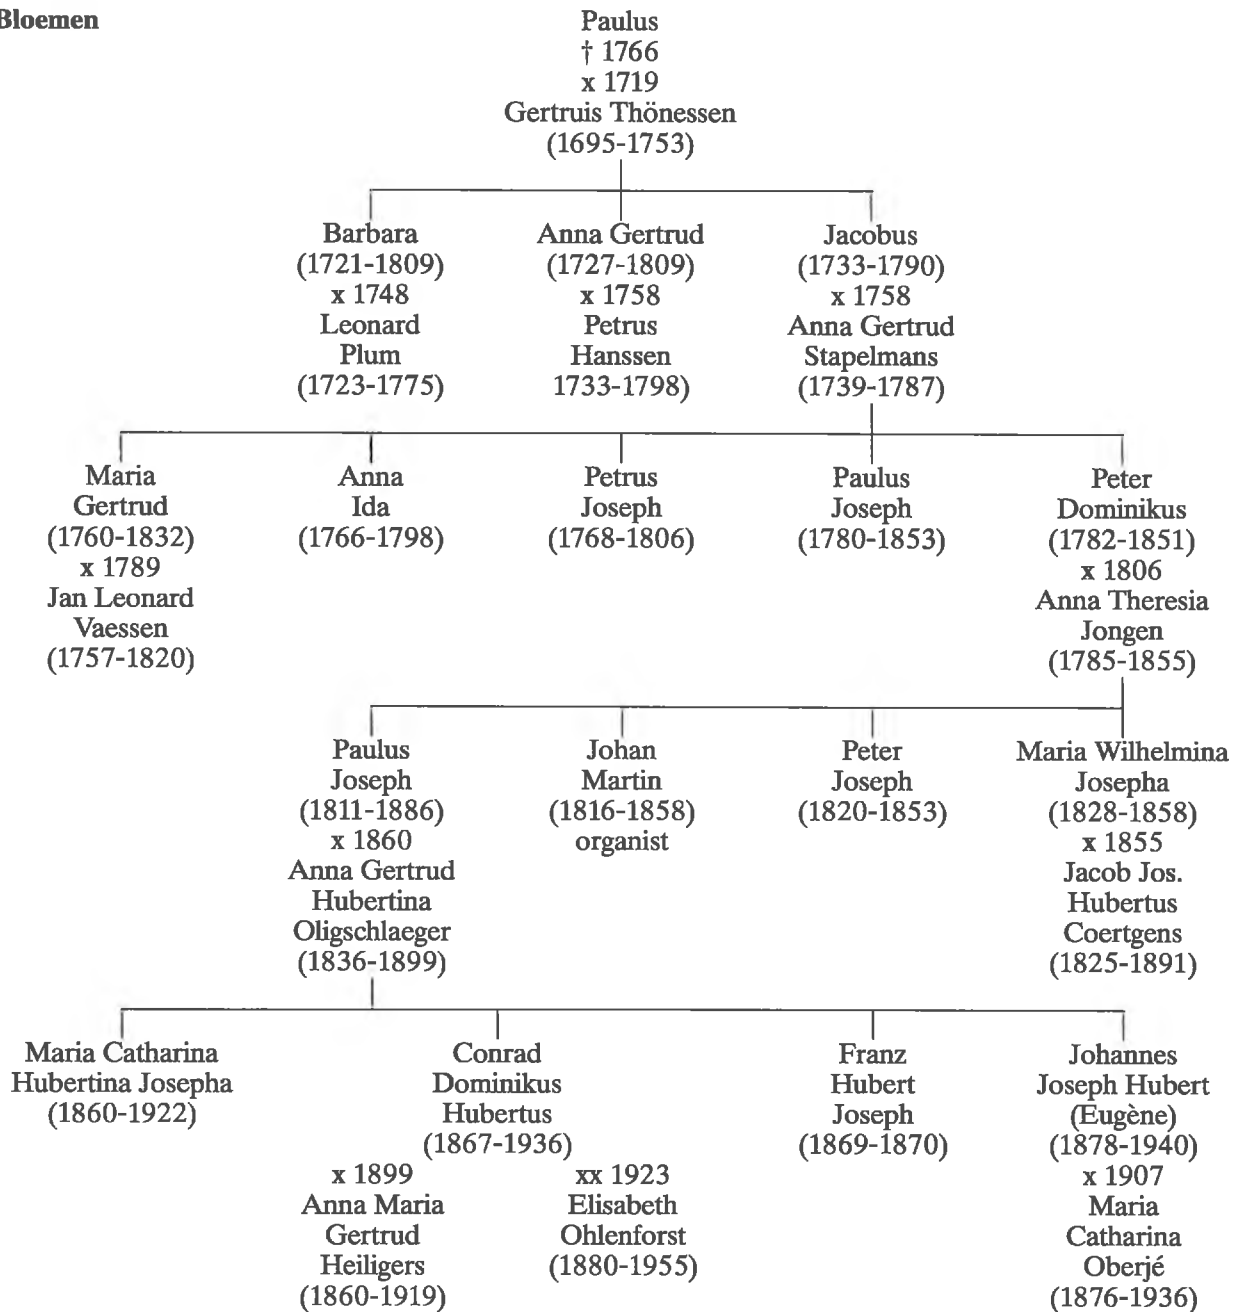 Bloemen
Paulus
† 1766
x 1719
Gertruis Thönessen
(1695-1753)
Barbara
(1721-1809)
x 1748
Leonard
Plum
(1723-1775)
Anna Gertrud
(1727-1809)
x 1758
Petrus
Hanssen
1733-1798)
Jacobus
(1733-1790)
x 1758
Anna Gertrud
Stapelmans
(1739-1787)
Maria
Gertrud
(1760-1832)
x 1789
Jan Leonard
Vaessen
(1757-1820)
Anna
Ida
(1766-1798)
Petrus
Joseph
(1768-1806)
Paulus
Joseph
(1780-1853)
Peter
Dominikus
(1782-1851)
x 1806
Anna Theresia
Jongen
(1785-1855)
Paulus
Joseph
(1811-1886)
x 1860
Anna Gertrud
Hubertina
Oligschlaeger
(1836-1899)
Johan
Martin
(1816-1858)
organist
Peter
Joseph
(1820-1853)
Maria Wilhelmina
Josepha
(1828-1858)
x 1855
Jacob Jos.
Hubertus
Coertgens
(1825-1891)
Maria Catharina
Hubertina Josepha
(1860-1922)
Conrad
Dominikus
Hubertus
(1867-1936)
x 1899
Anna Maria
Gertrud
Heiligers
(1860-1919)
xx 1923
Elisabeth
Ohlenforst
(1880-1955)
Franz
Hubert
Joseph
(1869-1870)
Johannes
Joseph Hubert
(Eugène)
(1878-1940)
x 1907
Maria
Catharina
Oberjé
(1876-1936)